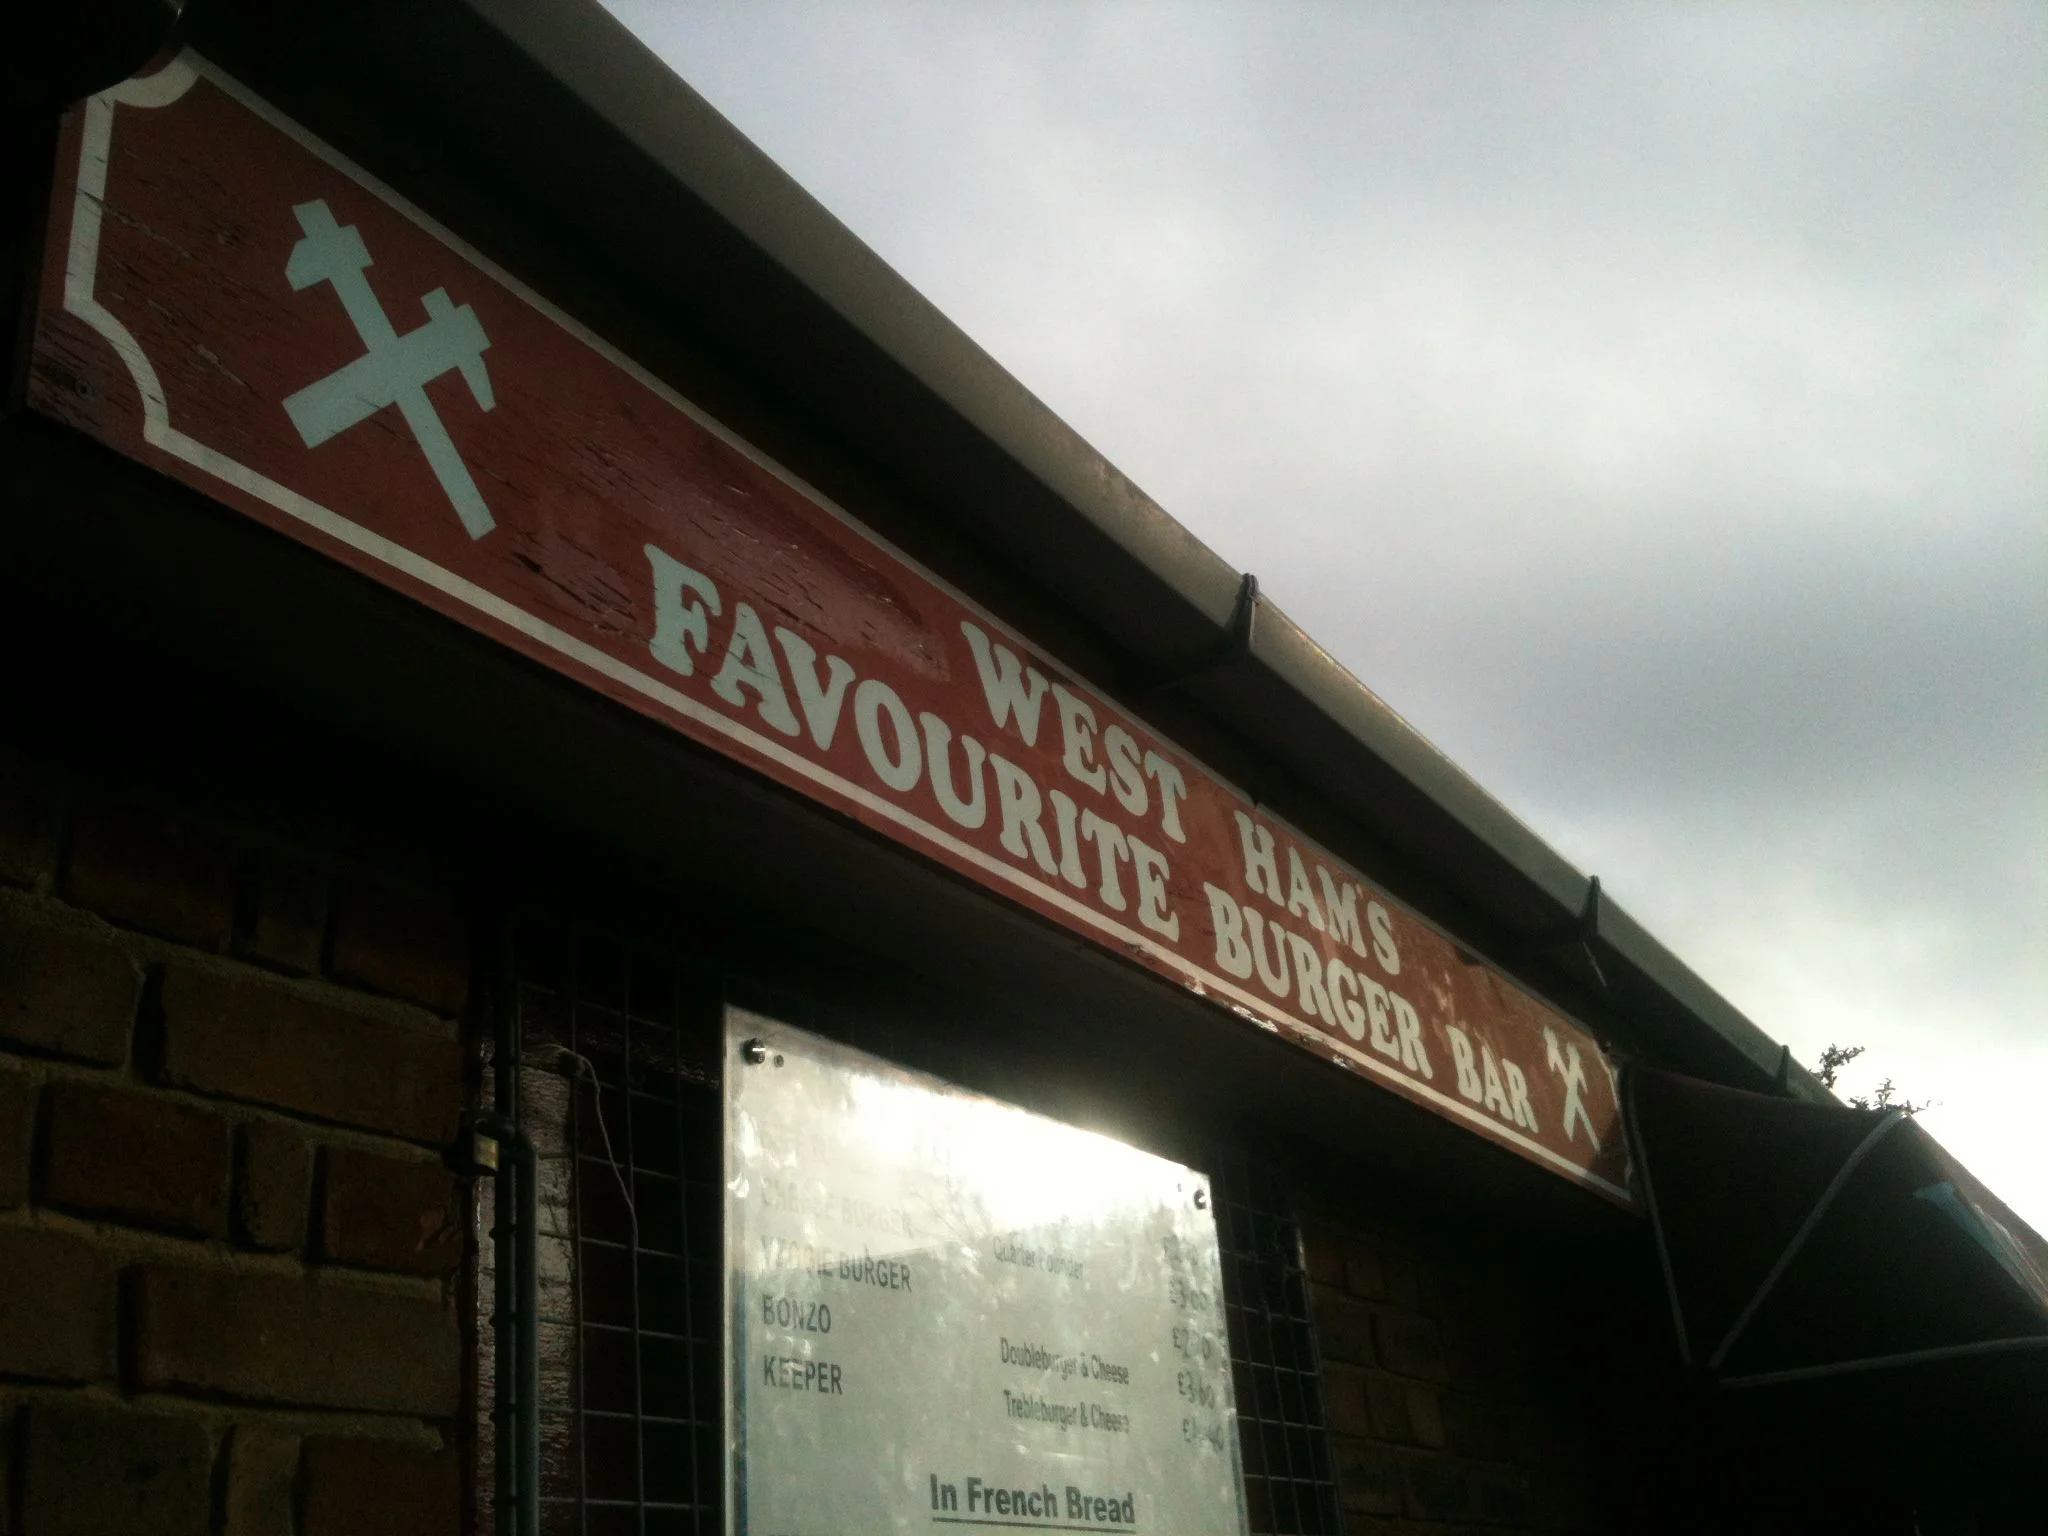 WEST HAM'S
FAVOURITE BURGER BAR
CHEESE BURGER
VEGGIE BURGER Quarter Pounder
BONZO Doubleburger & Cheese
KEEPER Trebleburger & Cheese
In French Bread